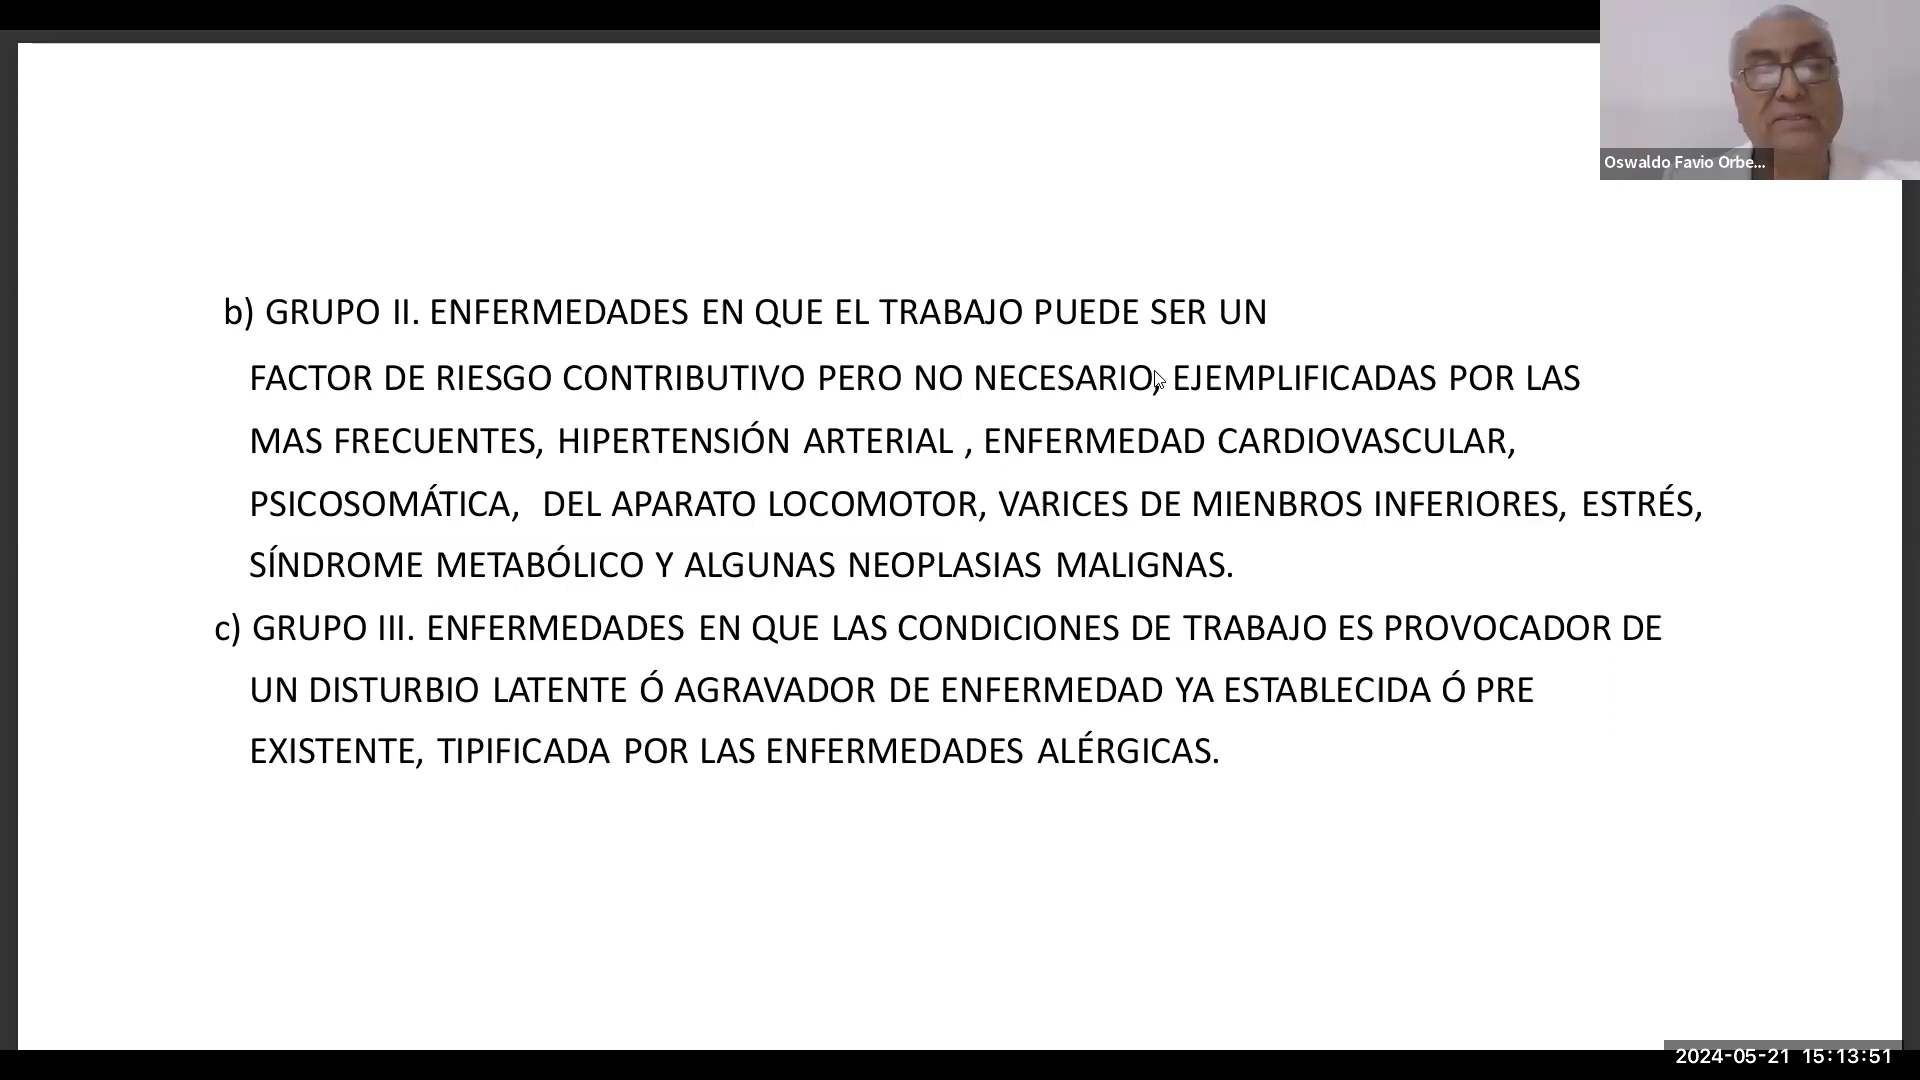 Oswaldo Favio Orbe...
b) GRUPO II. ENFERMEDADES EN QUE EL TRABAJO PUEDE SER UN
FACTOR DE RIESGO CONTRIBUTIVO PERO NO NECESARIO, EJEMPLIFICADAS POR LAS
MAS FRECUENTES, HIPERTENSIÓN ARTERIAL , ENFERMEDAD CARDIOVASCULAR,
PSICOSOMÁTICA, DEL APARATO LOCOMOTOR, VARICES DE MIENBROS INFERIORES, ESTRÉS,
SÍNDROME METABÓLICO Y ALGUNAS NEOPLASIAS MALIGNAS.
c) GRUPO III. ENFERMEDADES EN QUE LAS CONDICIONES DE TRABAJO ES PROVOCADOR DE
UN DISTURBIO LATENTE Ó AGRAVADOR DE ENFERMEDAD YA ESTABLECIDA Ó PRE
EXISTENTE, TIPIFICADA POR LAS ENFERMEDADES ALÉRGICAS.
2024-05-21 15:13:51